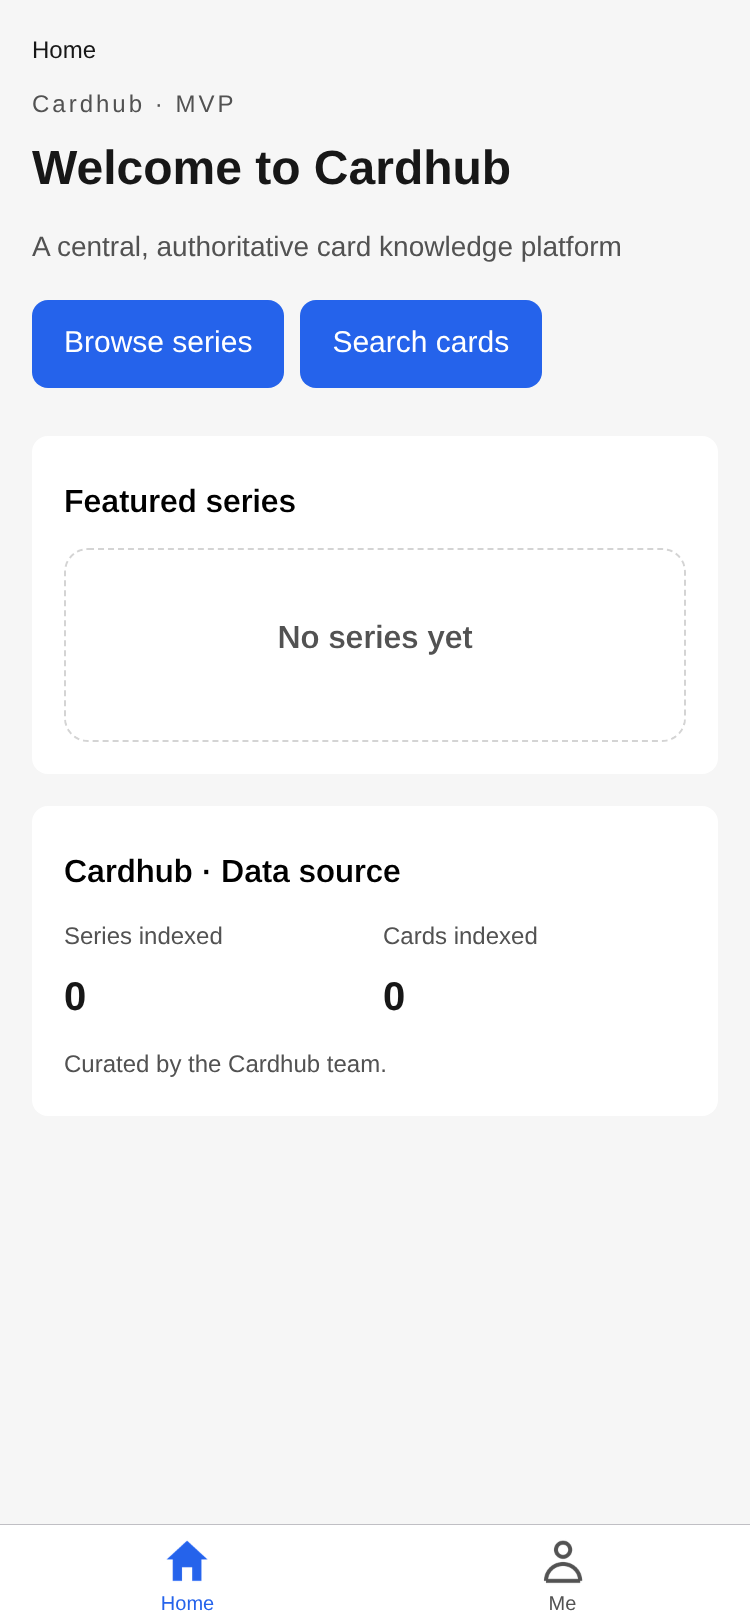 Home
Cardhub · MVP
Welcome to Cardhub
A central, authoritative card knowledge platform
Browse series
Search cards
Featured series
No series yet
Cardhub · Data source
Series indexed
Cards indexed
0
0
Curated by the Cardhub team.
Home
Me